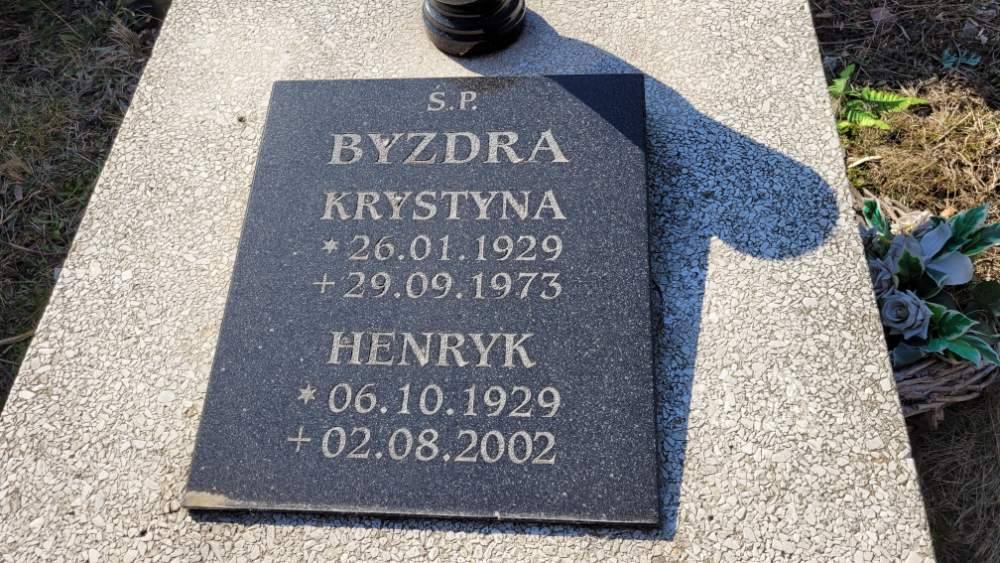 Ś.P.
BYZDRA
KRYSTYNA
* 26.01.1929
+ 29.09.1973
HENRYK
* 06.10.1929
+ 02.08.2002